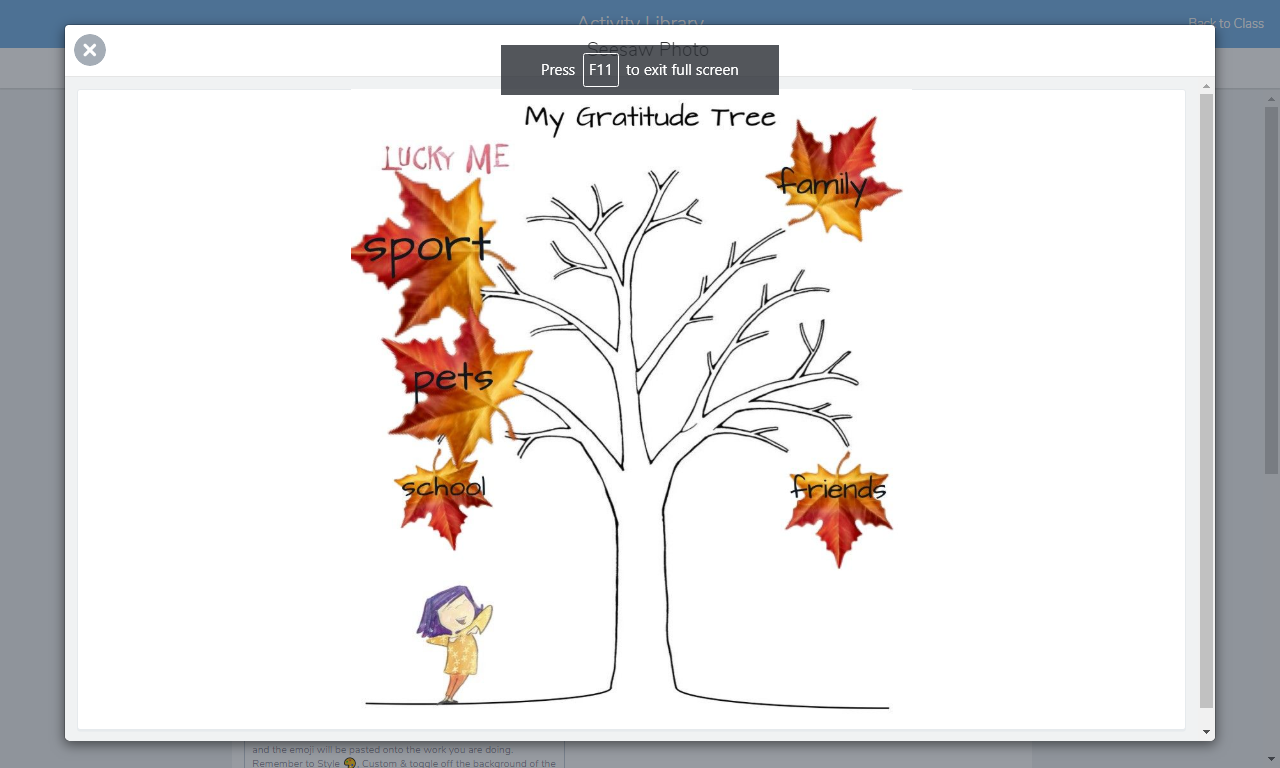 Activity Library
Back to Class
Seesaw Photo
Press F11 to exit full screen
My Gratitude Tree
LUCKY ME
family
sport
pets
school
friends
and the emoji will be pasted onto the work you are doing.
Remember to Style 🎨, Custom & toggle off the background of the